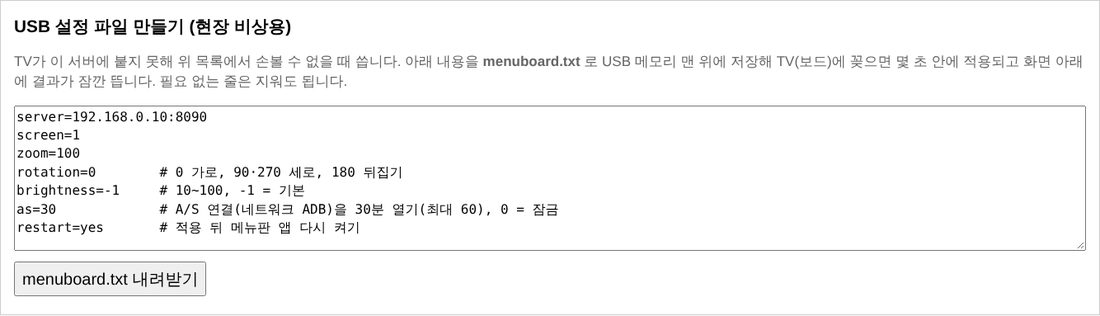 USB 설정 파일 만들기 (현장 비상용)
TV가 이 서버에 붙지 못해 위 목록에서 손볼 수 없을 때 씁니다. 아래 내용을 menuboard.txt 로 USB 메모리 맨 위에 저장해 TV(보드)에 꽂으면 몇 초 안에 적용되고 화면 아래
에 결과가 잠깐 뜹니다. 필요 없는 줄은 지워도 됩니다.
server=192.168.0.10:8090
screen=1
zoom=100
rotation=0        # 0 가로, 90·270 세로, 180 뒤집기
brightness=-1     # 10~100, -1 = 기본
as=30             # A/S 연결(네트워크 ADB)을 30분 열기(최대 60), 0 = 잠금
restart=yes       # 적용 뒤 메뉴판 앱 다시 켜기
menuboard.txt 내려받기